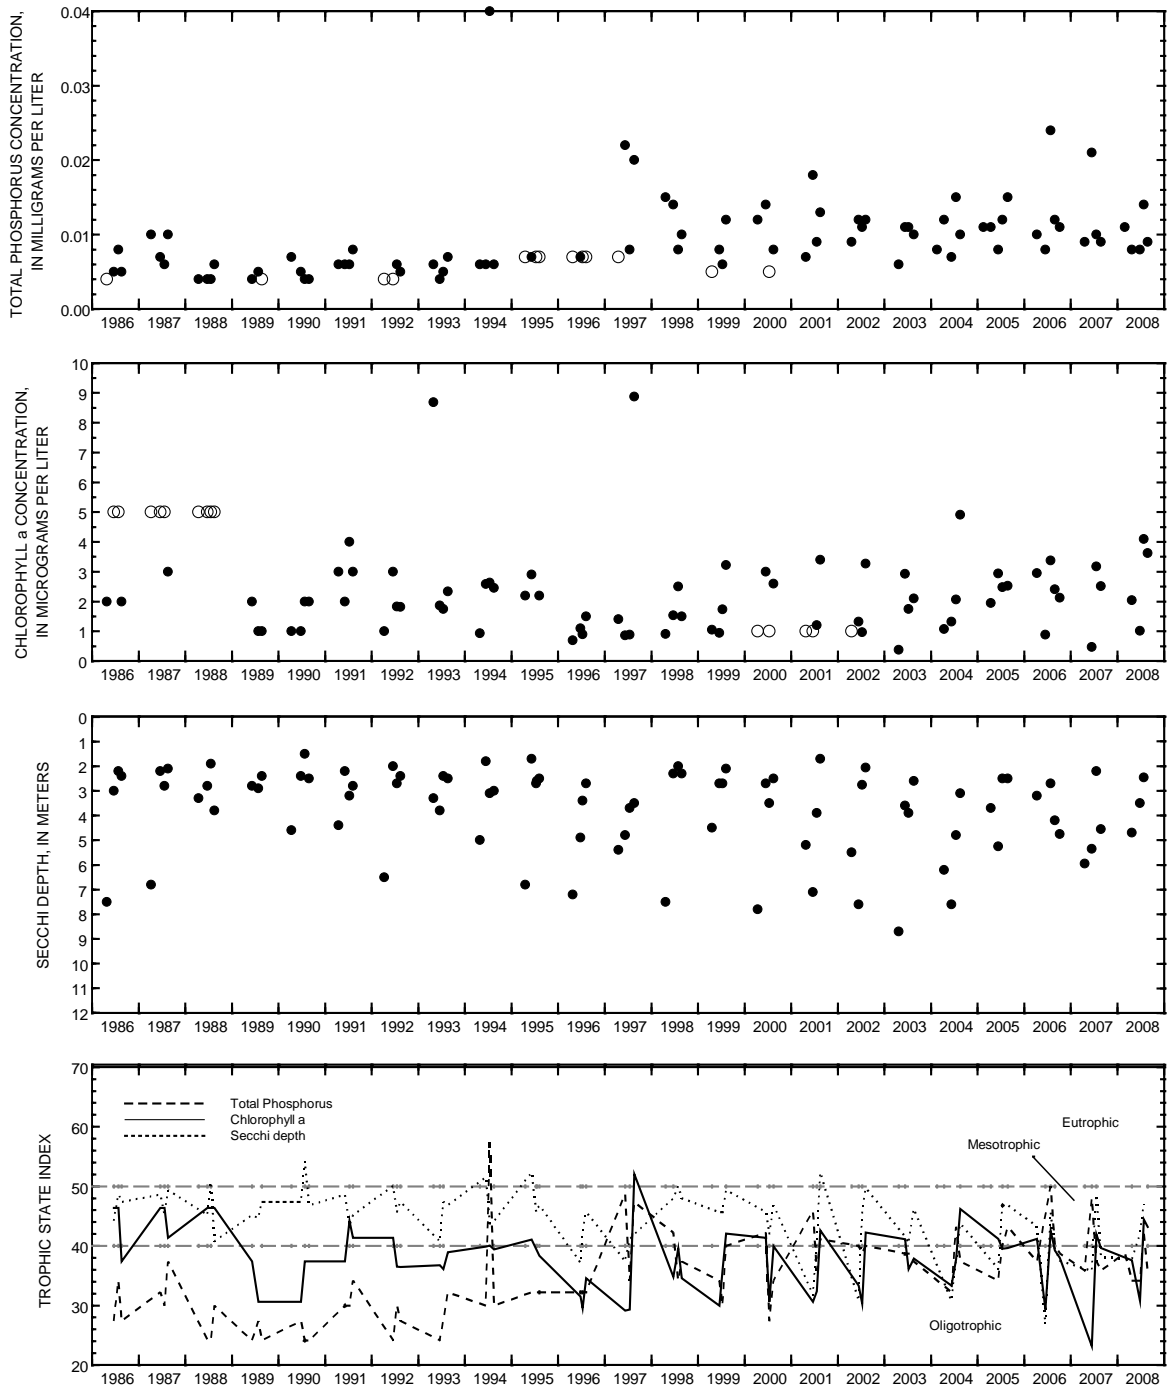 TOTAL PHOSPHORUS CONCENTRATION,
IN MILLIGRAMS PER LITER
0.04
0.03
0.02
0.01
0.00
1986 1987 1988 1989 1990 1991 1992 1993 1994 1995 1996 1997 1998 1999 2000 2001 2002 2003 2004 2005 2006 2007 2008
CHLOROPHYLL a CONCENTRATION,
IN MICROGRAMS PER LITER
10
9
8
7
6
5
4
3
2
1
0
1986 1987 1988 1989 1990 1991 1992 1993 1994 1995 1996 1997 1998 1999 2000 2001 2002 2003 2004 2005 2006 2007 2008
SECCHI DEPTH, IN METERS
0
1
2
3
4
5
6
7
8
9
10
11
12
1986 1987 1988 1989 1990 1991 1992 1993 1994 1995 1996 1997 1998 1999 2000 2001 2002 2003 2004 2005 2006 2007 2008
TROPHIC STATE INDEX
70
60
50
40
30
20
Total Phosphorus
Chlorophyll a
Secchi depth
Eutrophic
Mesotrophic
Oligotrophic
1986 1987 1988 1989 1990 1991 1992 1993 1994 1995 1996 1997 1998 1999 2000 2001 2002 2003 2004 2005 2006 2007 2008